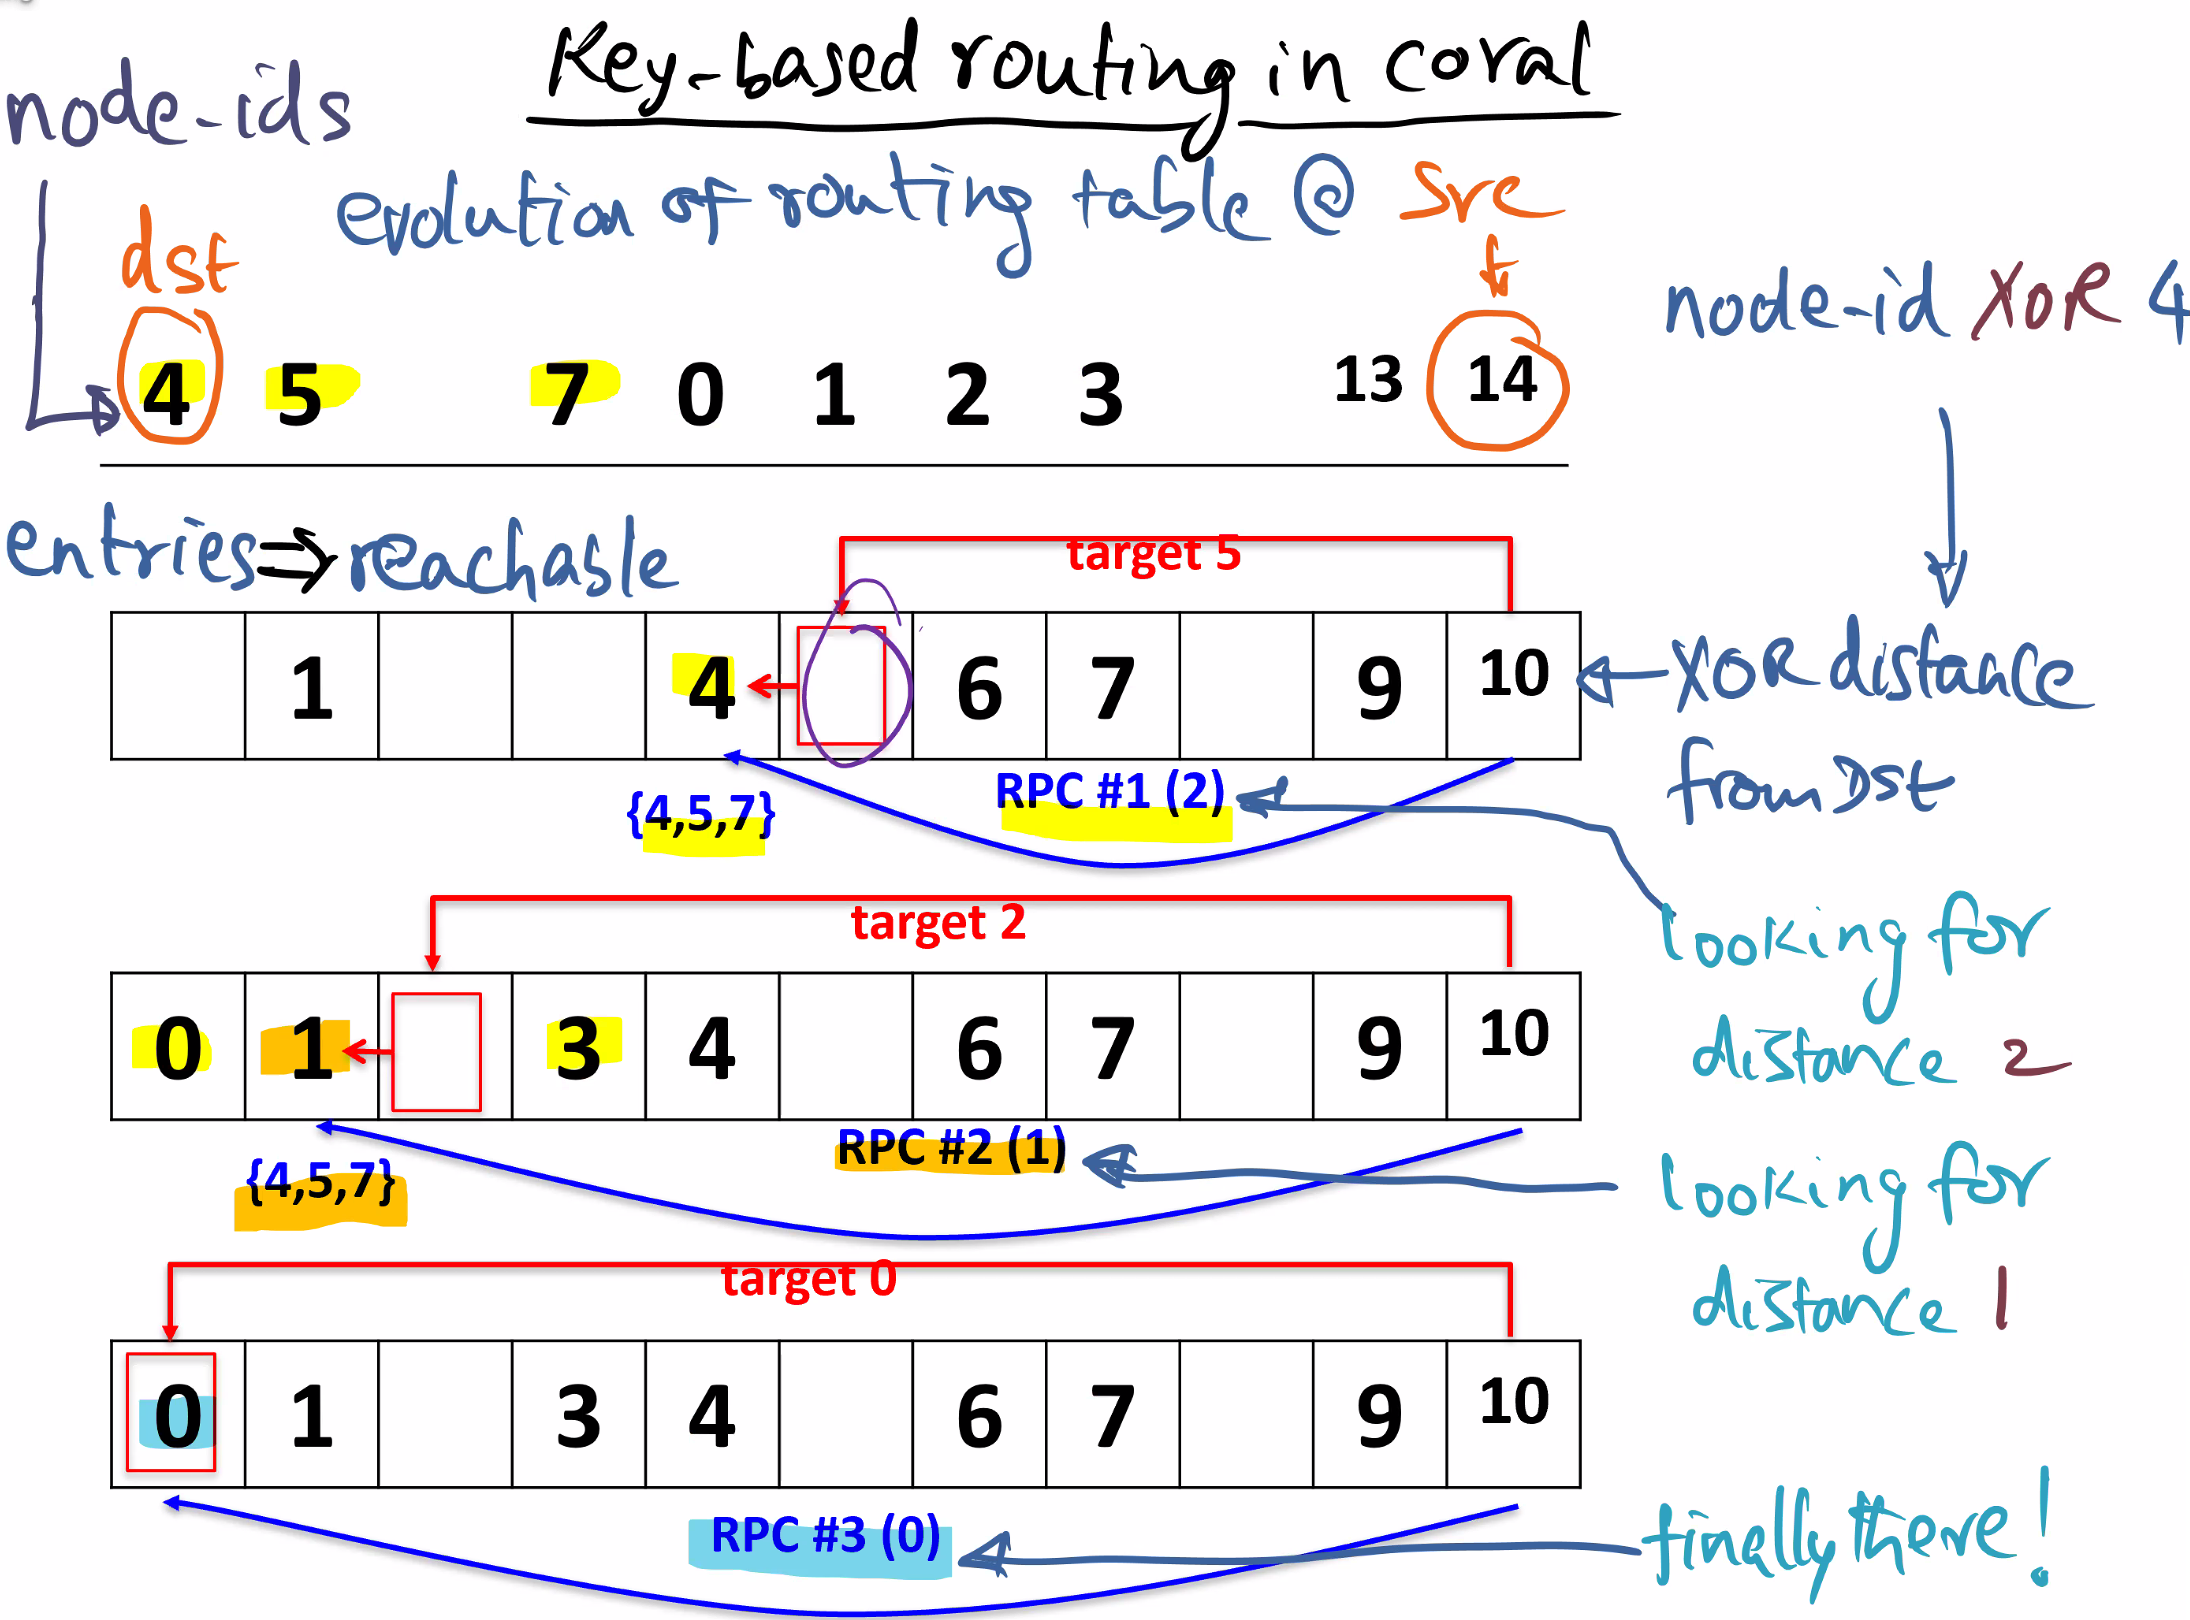 Key-based routing in coral
node-ids
evolution of routing table @ src
dst
node-id XOR 4
4 5 7 0 1 2 3 13 14
entries ⇒ reachable
target 5
1 4 6 7 9 10
XOR distance
from Dst
RPC #1 (2)
{4,5,7}
looking for
distance 2
target 2
0 1 3 4 6 7 9 10
RPC #2 (1)
{4,5,7}
looking for
distance 1
target 0
0 1 3 4 6 7 9 10
RPC #3 (0)
finally there!